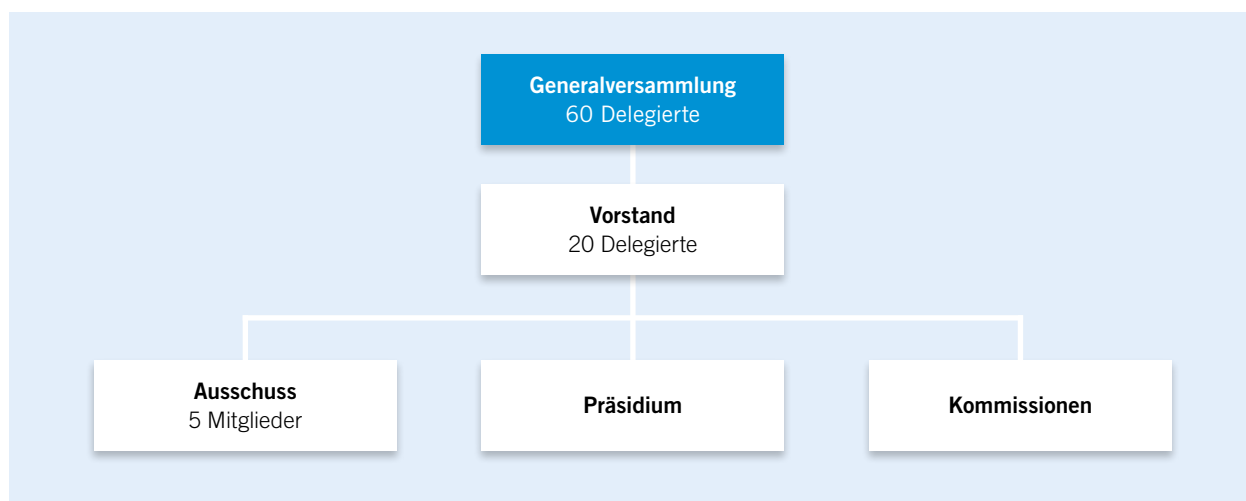 Generalversammlung
60 Delegierte
Vorstand
20 Delegierte
Ausschuss
5 Mitglieder
Präsidium
Kommissionen